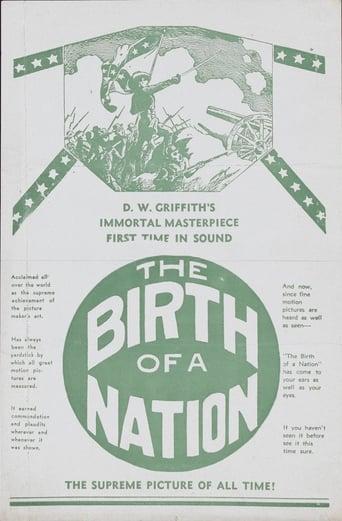 D. W. GRIFFITH'S
IMMORTAL MASTERPIECE
FIRST TIME IN SOUND
THE
BIRTH
OF A
NATION
Acclaimed all
over the world
as the supreme
achievement of
the picture
maker's art.
Has always
been the
yardstick by
which all great
motion pic-
tures are
measured.
It earned
commendation
and plaudits
wherever and
whenever it
was shown.
And now,
since fine
motion
pictures are
heard as well
as seen—
"The Birth
of a Nation"
has come to
your ears as
well as your
eyes.
If you haven't
seen it before
see it this
time sure.
THE SUPREME PICTURE OF ALL TIME!